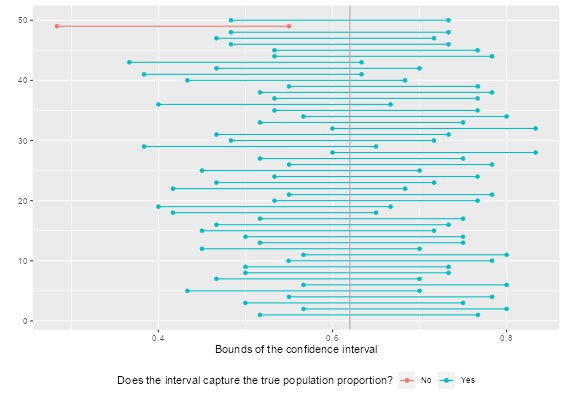 50
40
30
20
10
0
0.4 0.6 0.8
Bounds of the confidence interval
Does the interval capture the true population proportion? No Yes